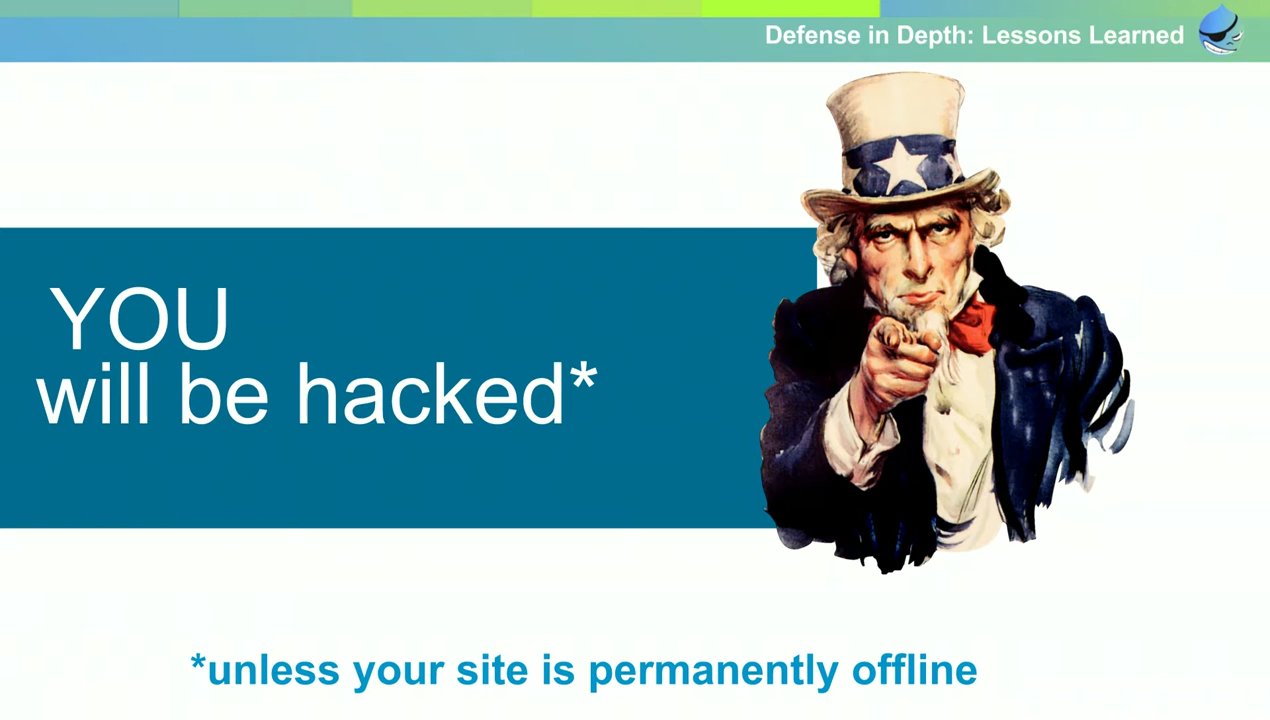 Defense in Depth: Lessons Learned
YOU
will be hacked*
*unless your site is permanently offline